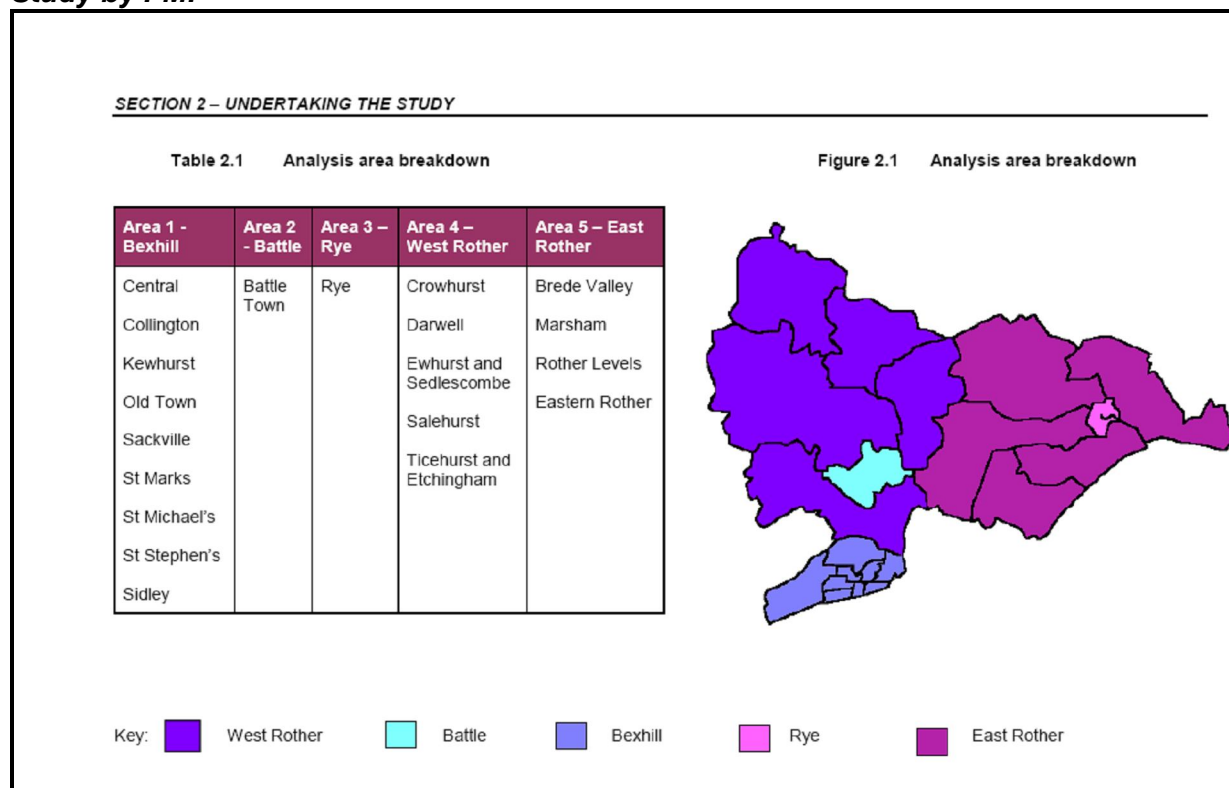 SECTION 2 – UNDERTAKING THE STUDY
Table 2.1 Analysis area breakdown
Figure 2.1 Analysis area breakdown
Area 1 -
Bexhill
Area 2
- Battle
Area 3 –
Rye
Area 4 –
West Rother
Area 5 – East
Rother
Central
Collington
Kewhurst
Old Town
Sackville
St Marks
St Michael's
St Stephen's
Sidley
Battle
Town
Rye
Crowhurst
Darwell
Ewhurst and
Sedlescombe
Salehurst
Ticehurst and
Etchingham
Brede Valley
Marsham
Rother Levels
Eastern Rother
Key: West Rother Battle Bexhill Rye East Rother